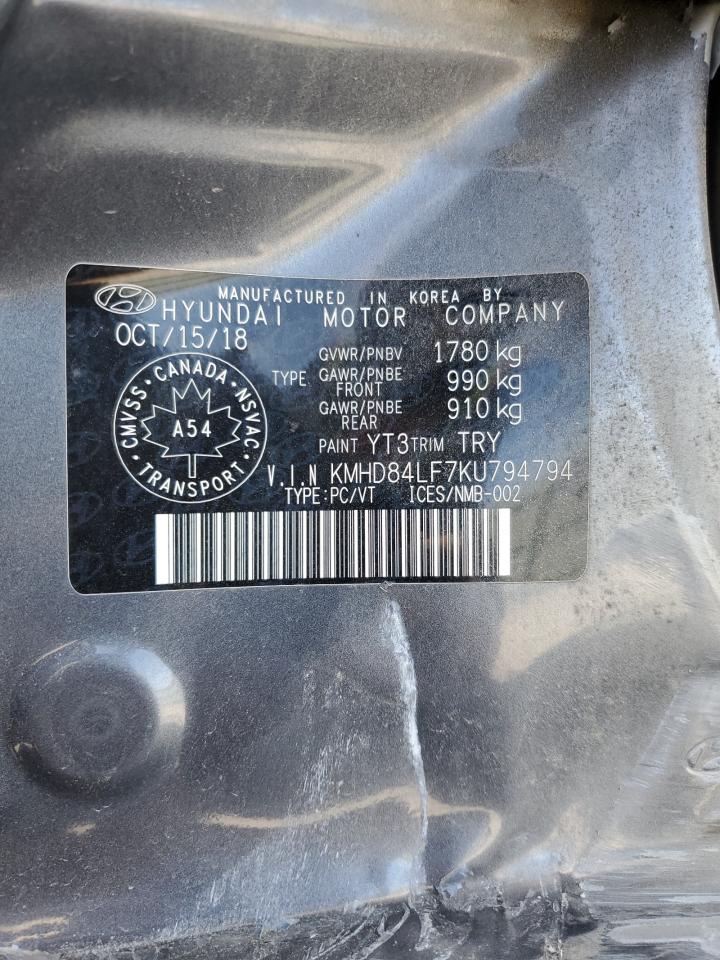 MANUFACTURED IN KOREA BY
HYUNDAI MOTOR COMPANY
OCT/15/18
GVWR/PNBV 1780 kg
TYPE GAWR/PNBE FRONT 990 kg
GAWR/PNBE REAR 910 kg
PAINT YT3 TRIM TRY
CMVSS · CANADA · NSVAC · TRANSPORT ·
A54
V.I.N KMHD84LF7KU794794
TYPE:PC/VT ICES/NMB-002